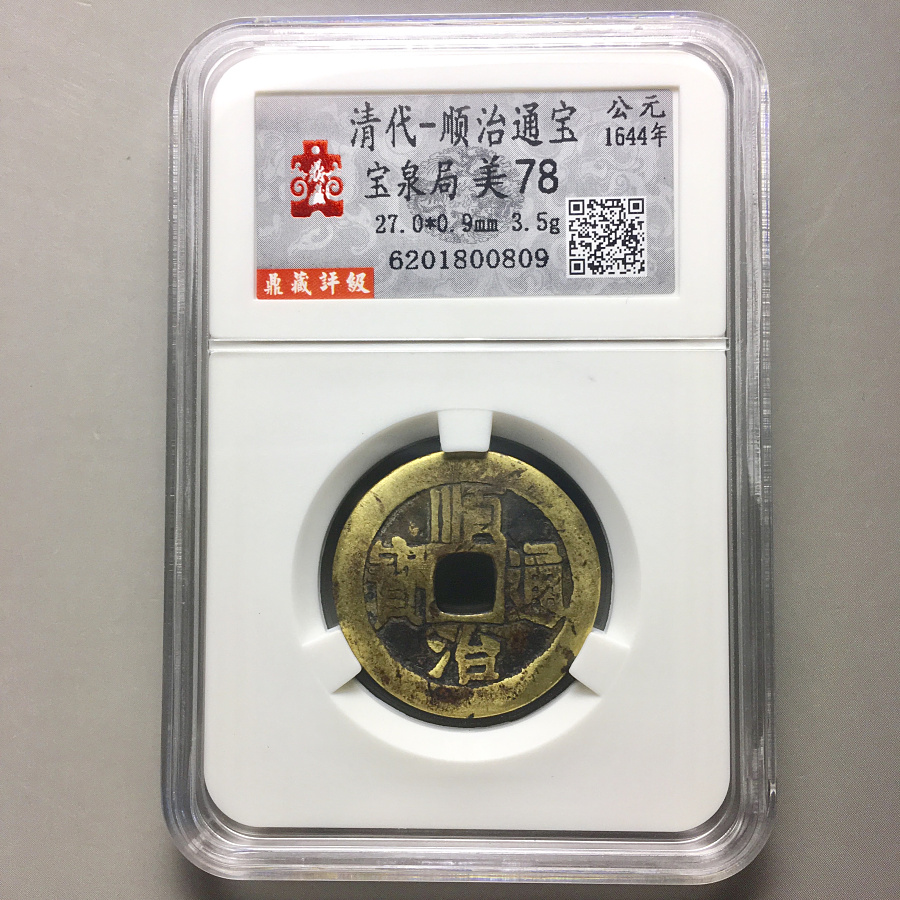 清代-顺治通宝
公元
1644年
宝泉局 美78
27.0*0.9mm 3.5g
6201800809
鼎藏評級
順治通寳